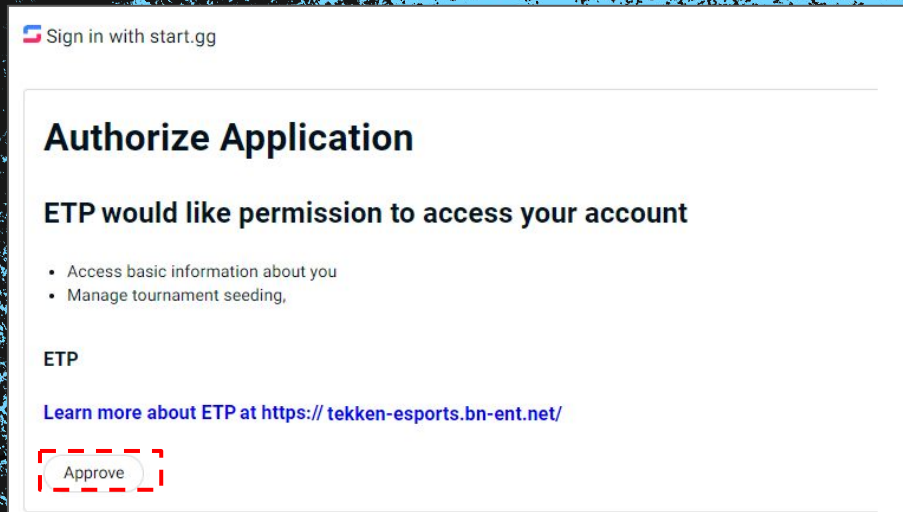 Sign in with start.gg
Authorize Application
ETP would like permission to access your account
• Access basic information about you
• Manage tournament seeding,
ETP
Learn more about ETP at https:// tekken-esports.bn-ent.net/
Approve